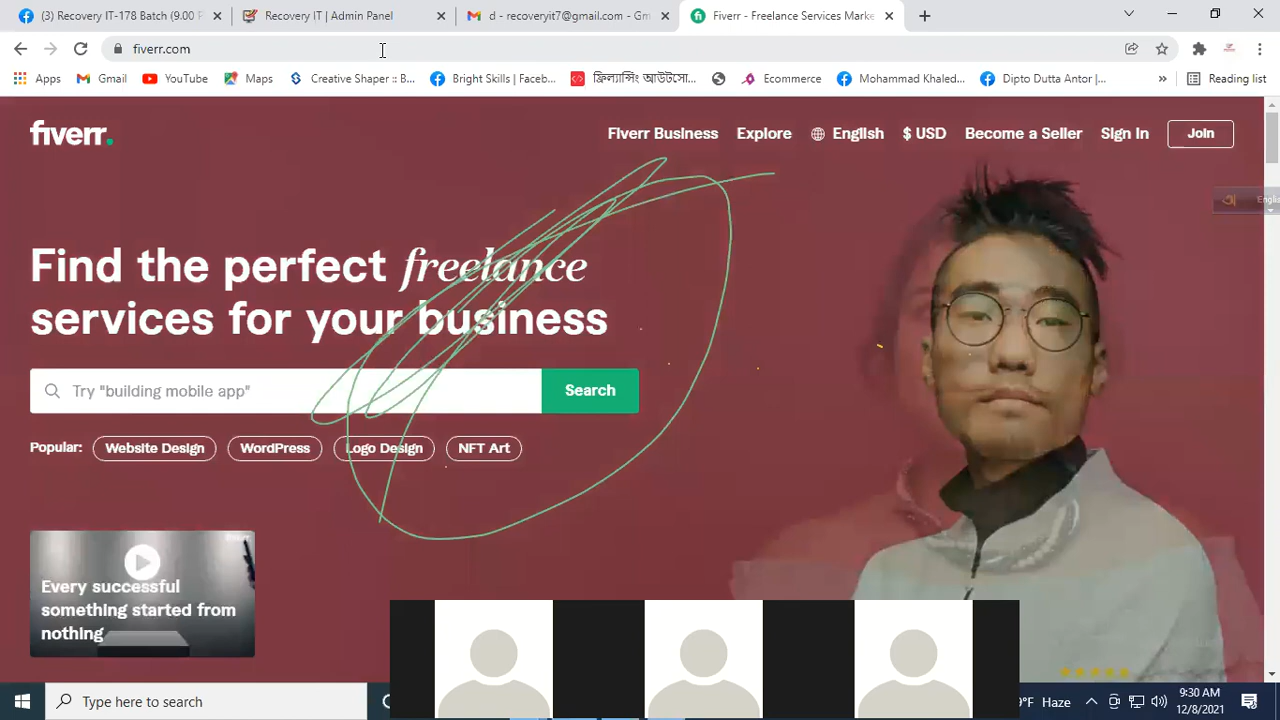 (3) Recovery IT-178 Batch (9.00 P
Recovery IT | Admin Panel
d - recoveryit7@gmail.com - Gm
Fiverr - Freelance Services Marke
fiverr.com
Apps
Gmail
YouTube
Maps
Creative Shaper :: B...
Bright Skills | Faceb...
ফ্রিল্যান্সিং আউটসো...
Ecommerce
Mohammad Khaled...
Dipto Dutta Antor |...
»
Reading list
fiverr.
Fiverr Business
Explore
English
$ USD
Become a Seller
Sign In
Join
অ Englis
Find the perfect freelance
services for your business
Try "building mobile app"
Search
Popular:
Website Design
WordPress
Logo Design
NFT Art
fiverr.
Every successful
something started from
nothing
Type here to search
°F Haze
9:30 AM
12/8/2021